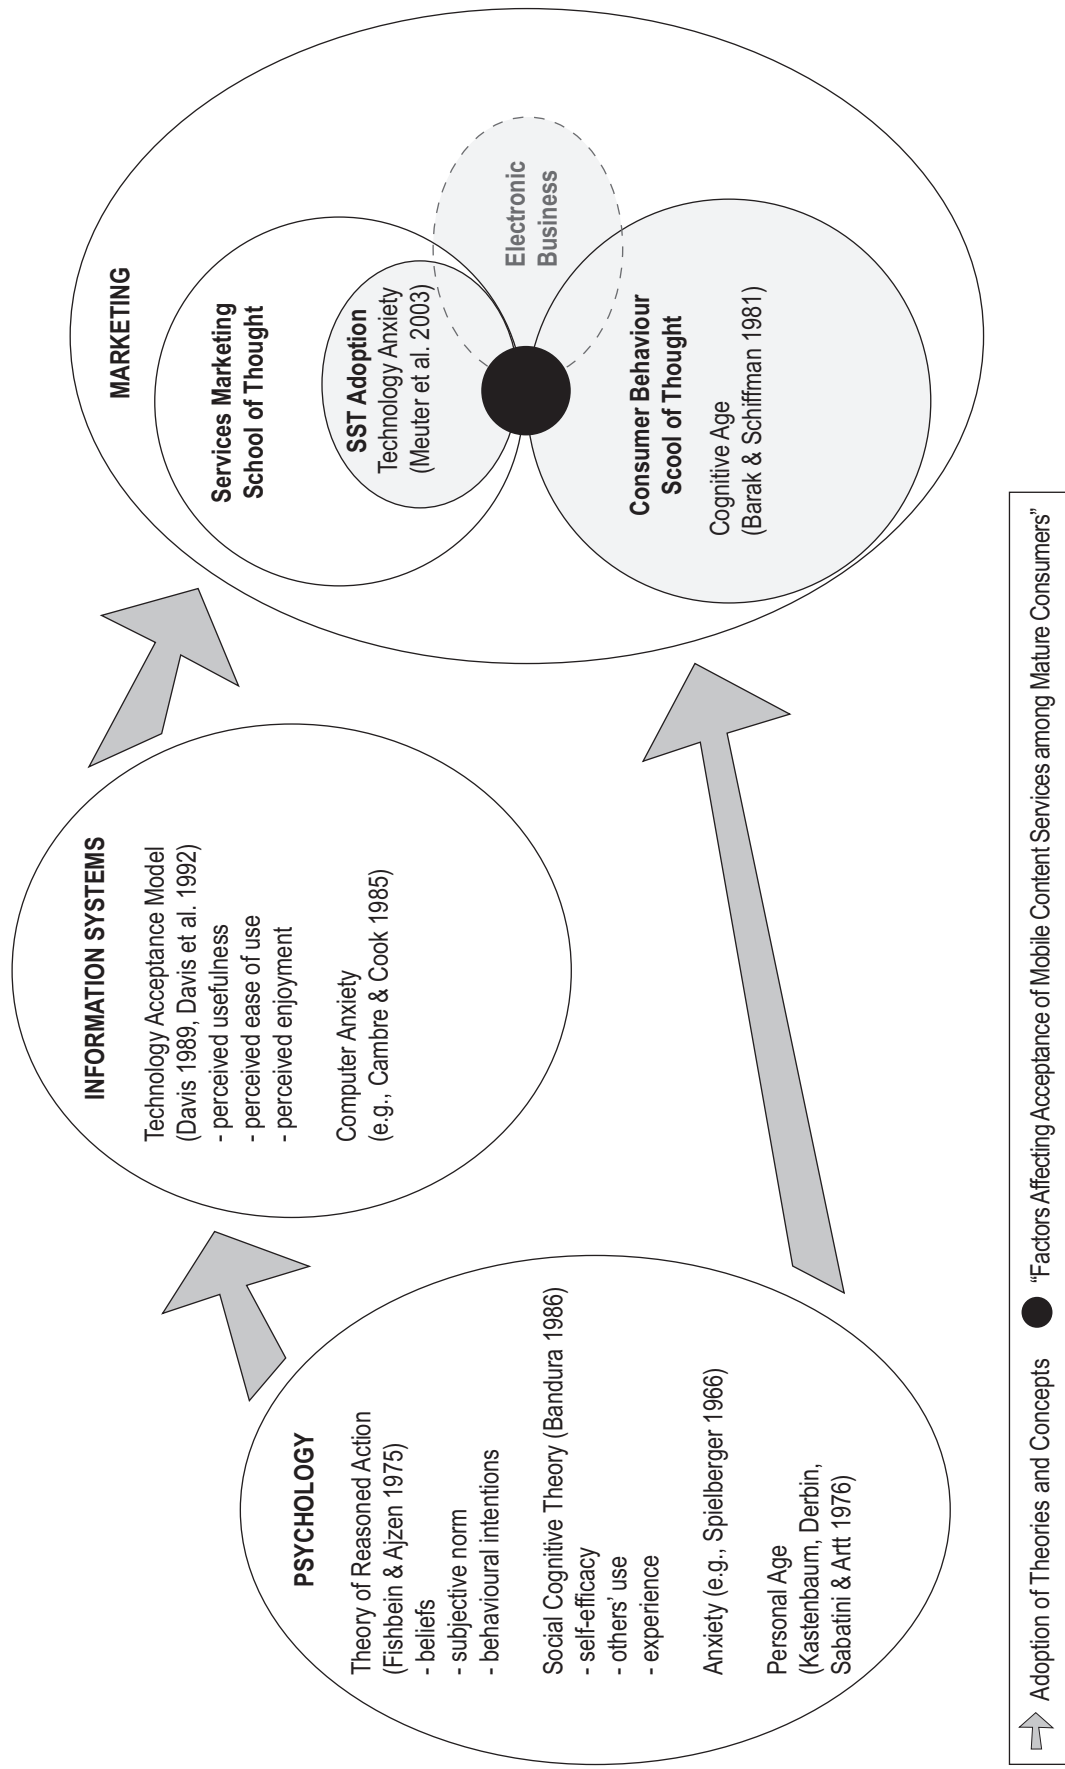 PSYCHOLOGY
Theory of Reasoned Action
(Fishbein & Ajzen 1975)
- beliefs
- subjective norm
- behavioural intentions
Social Cognitive Theory (Bandura 1986)
- self-efficacy
- others' use
- experience
Anxiety (e.g., Spielberger 1966)
Personal Age
(Kastenbaum, Derbin,
Sabatini & Artt 1976)
INFORMATION SYSTEMS
Technology Acceptance Model
(Davis 1989, Davis et al. 1992)
- perceived usefulness
- perceived ease of use
- perceived enjoyment
Computer Anxiety
(e.g., Cambre & Cook 1985)
MARKETING
Services Marketing
School of Thought
SST Adoption
Technology Anxiety
(Meuter et al. 2003)
Electronic
Business
Consumer Behaviour
Scool of Thought
Cognitive Age
(Barak & Schiffman 1981)
Adoption of Theories and Concepts
"Factors Affecting Acceptance of Mobile Content Services among Mature Consumers"